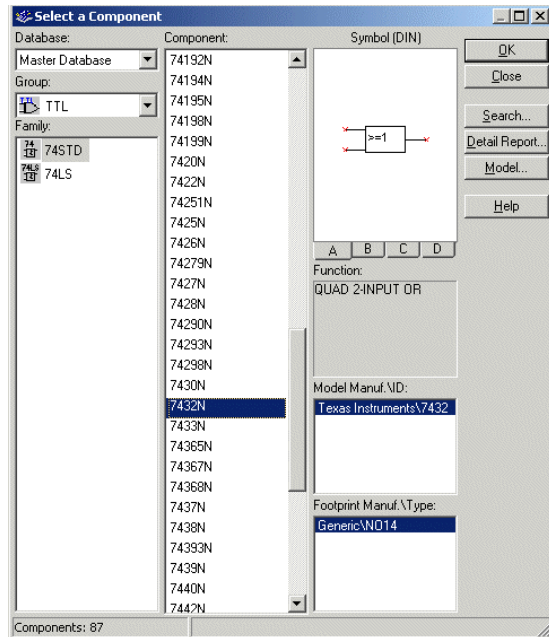 Select a Component
Database:
Master Database
Group:
TTL
Family:
74STD
74LS
Component:
74192N
74194N
74195N
74198N
74199N
7420N
7422N
74251N
7425N
7426N
74279N
7427N
7428N
74290N
74293N
74298N
7430N
7432N
7433N
74365N
74367N
74368N
7437N
7438N
74393N
7439N
7440N
7442N
Symbol (DIN)
>=1
A B C D
Function:
QUAD 2-INPUT OR
Model Manuf.\ID:
Texas Instruments\7432
Footprint Manuf.\Type:
Generic\NO14
OK
Close
Search...
Detail Report...
Model...
Help
Components: 87